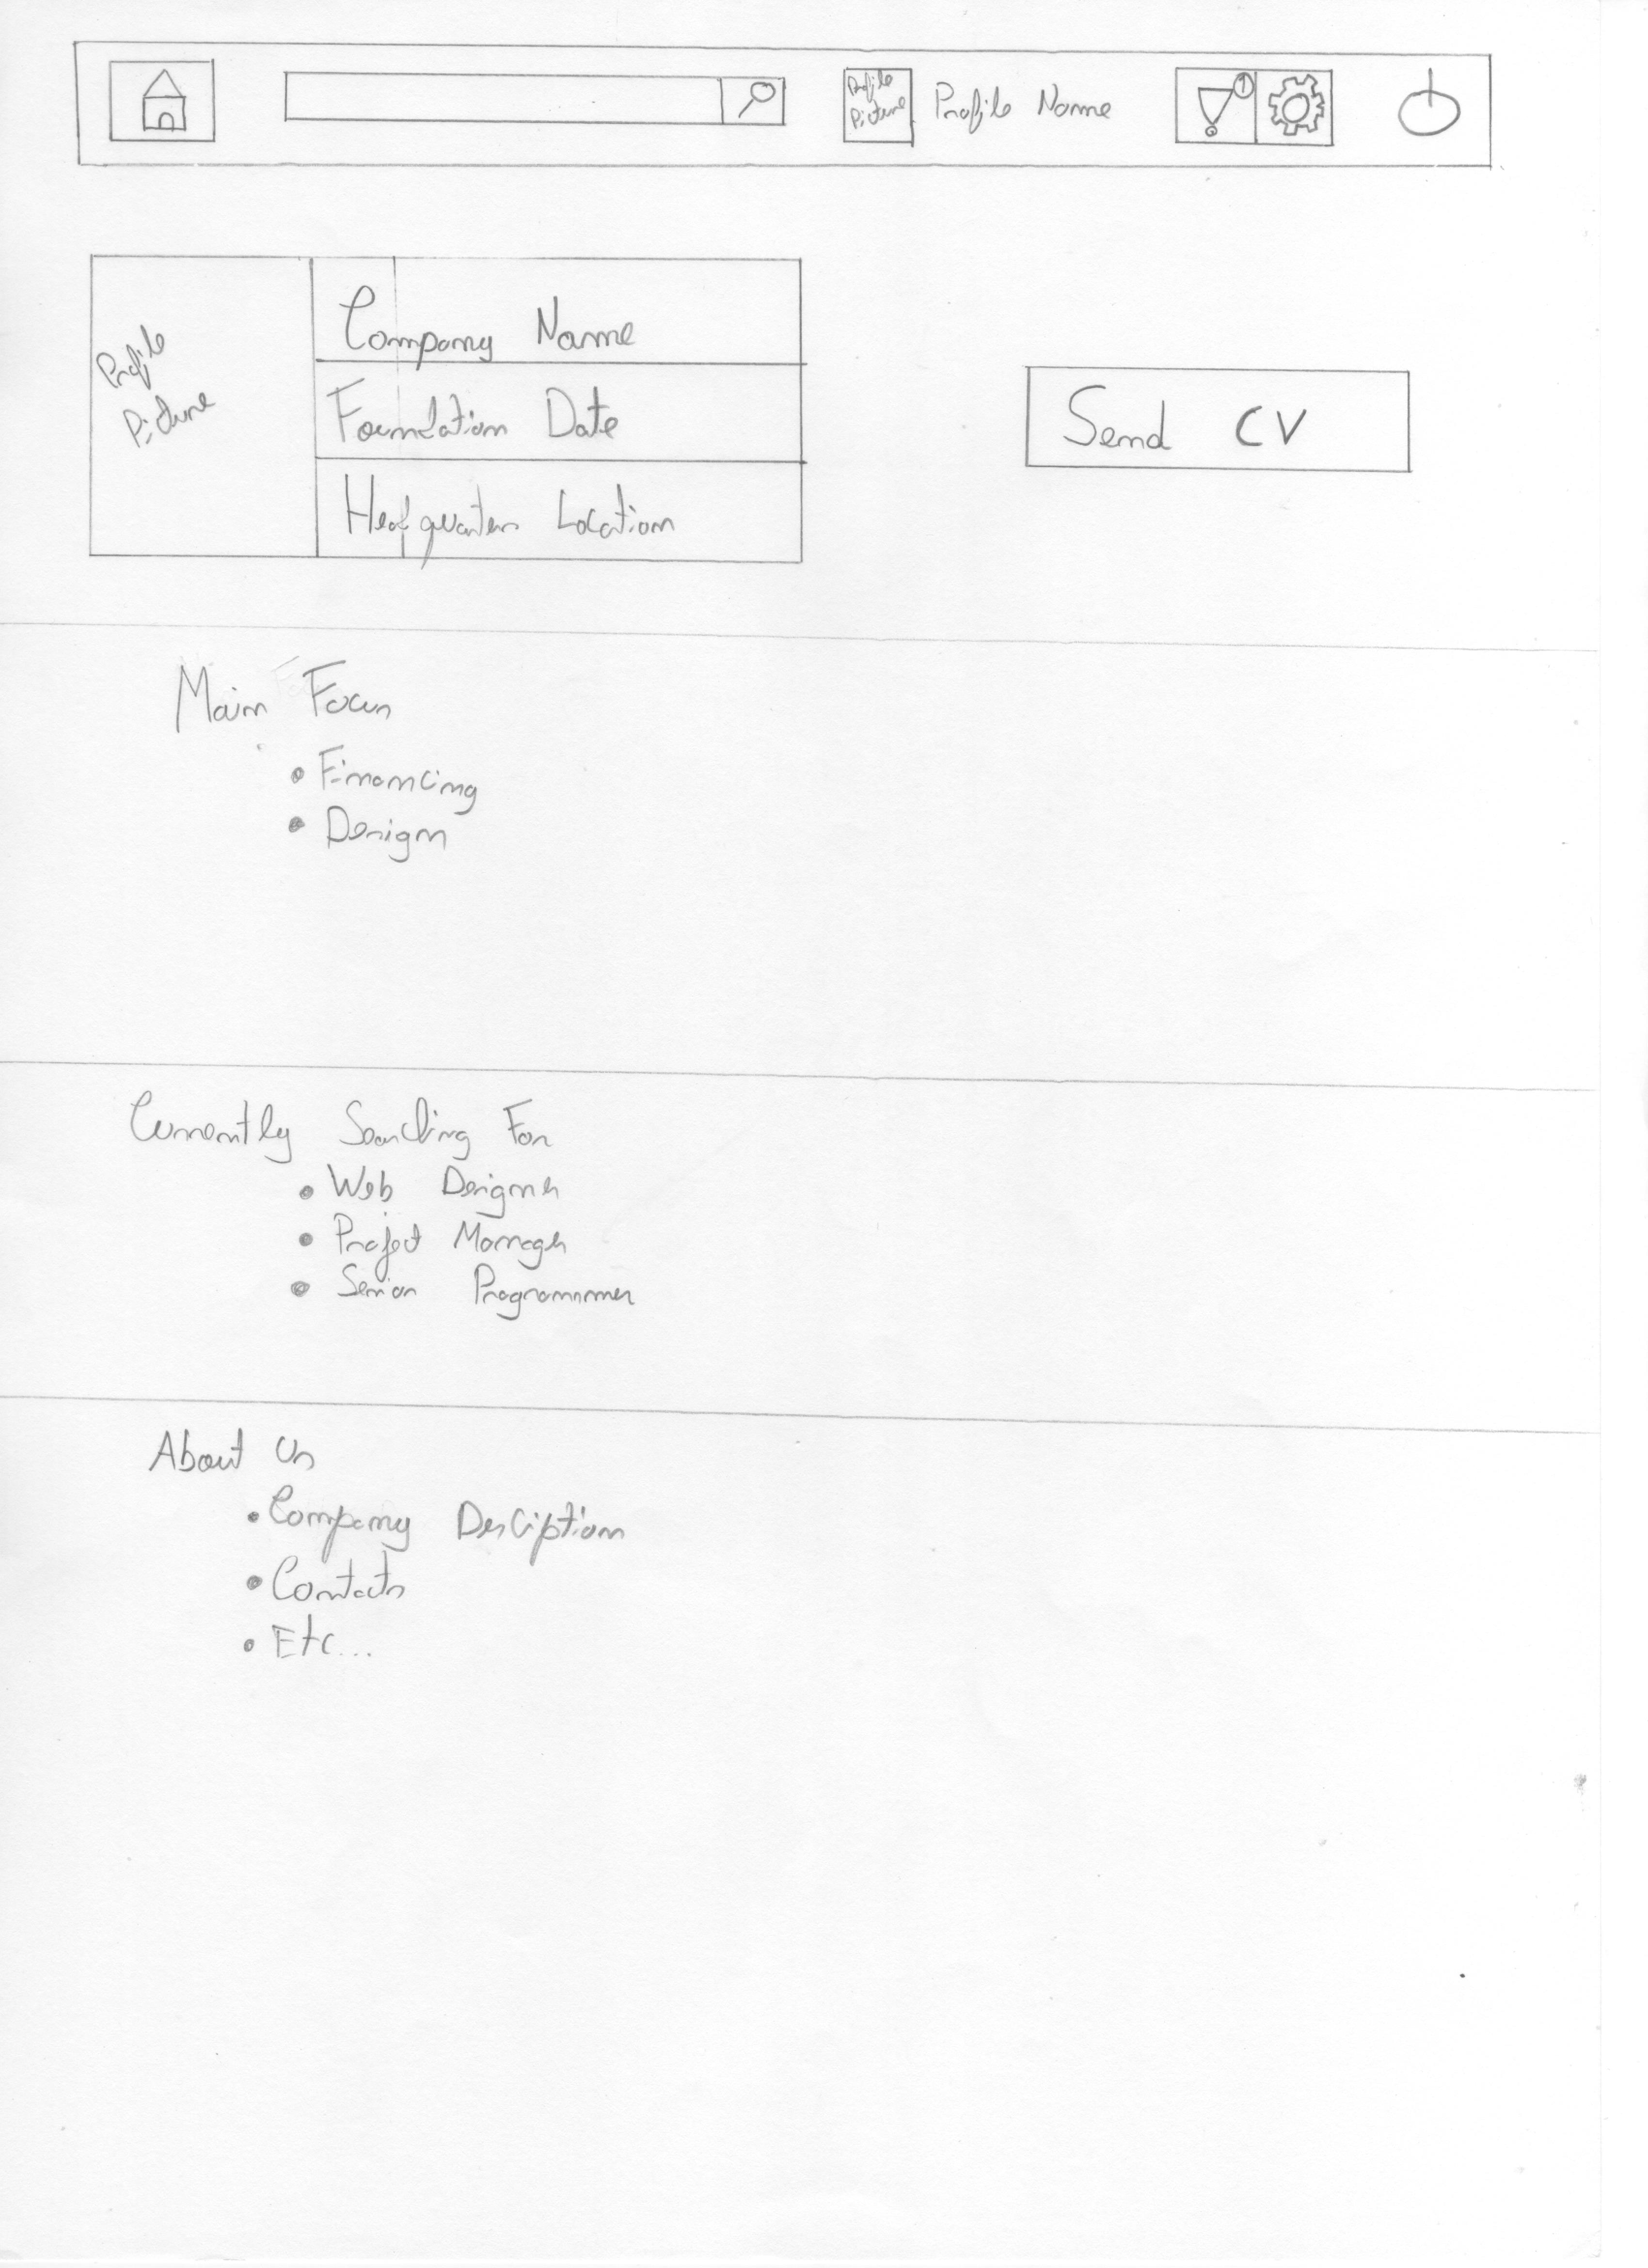 Profile
Picture
Profile Name
1
Profile
Picture
Company Name
Foundation Date
Headquarters Location
Send CV
Main Focus
• Financing
• Design
Currently Searching For
• Web Designer
• Project Manager
• Senior Programmer
About Us
• Company Desciption
• Contacts
• Etc...